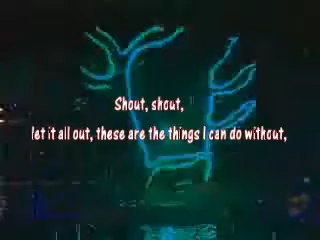 Shout, shout,
let it all out, these are the things I can do without,